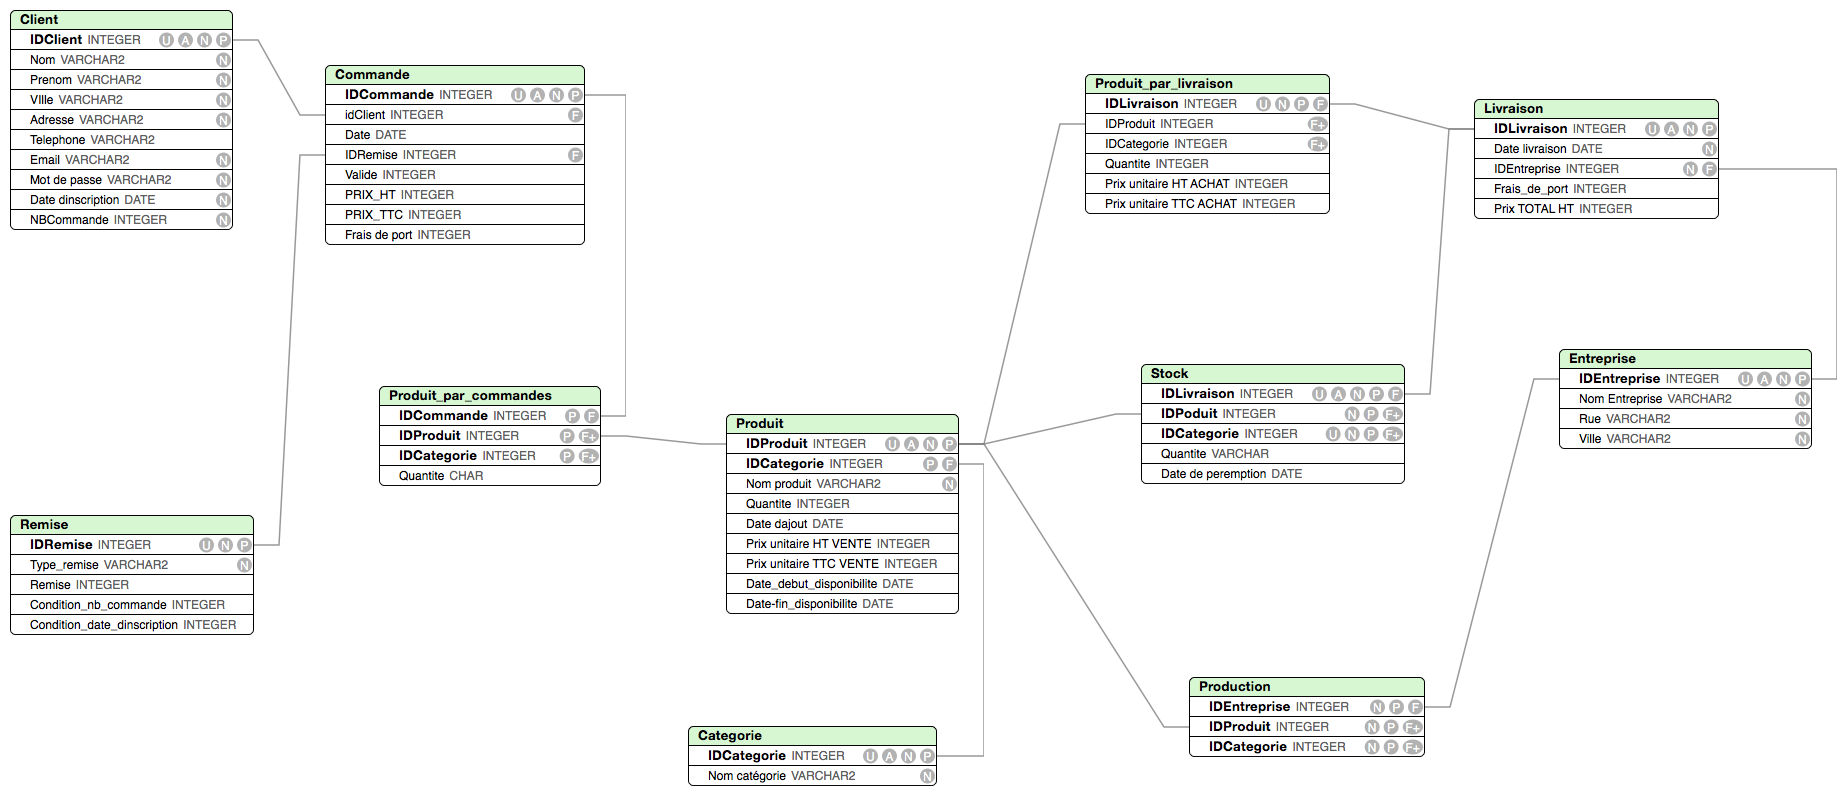 Client
IDClient INTEGER U A N P
Nom VARCHAR2 N
Prenom VARCHAR2 N
VIlle VARCHAR2 N
Adresse VARCHAR2 N
Telephone VARCHAR2
Email VARCHAR2 N
Mot de passe VARCHAR2 N
Date dinscription DATE N
NBCommande INTEGER N
Commande
IDCommande INTEGER U A N P
idClient INTEGER F
Date DATE
IDRemise INTEGER F
Valide INTEGER
PRIX_HT INTEGER
PRIX_TTC INTEGER
Frais de port INTEGER
Produit_par_livraison
IDLivraison INTEGER U N P F
IDProduit INTEGER F+
IDCategorie INTEGER F+
Quantite INTEGER
Prix unitaire HT ACHAT INTEGER
Prix unitaire TTC ACHAT INTEGER
Livraison
IDLivraison INTEGER U A N P
Date livraison DATE N
IDEntreprise INTEGER N F
Frais_de_port INTEGER
Prix TOTAL HT INTEGER
Produit_par_commandes
IDCommande INTEGER P F
IDProduit INTEGER P F+
IDCategorie INTEGER P F+
Quantite CHAR
Produit
IDProduit INTEGER U A N P
IDCategorie INTEGER P F
Nom produit VARCHAR2 N
Quantite INTEGER
Date dajout DATE
Prix unitaire HT VENTE INTEGER
Prix unitaire TTC VENTE INTEGER
Date_debut_disponibilite DATE
Date-fin_disponibilite DATE
Stock
IDLivraison INTEGER U A N P F
IDPoduit INTEGER N P F+
IDCategorie INTEGER U N P F+
Quantite VARCHAR
Date de peremption DATE
Entreprise
IDEntreprise INTEGER U A N P
Nom Entreprise VARCHAR2 N
Rue VARCHAR2 N
Ville VARCHAR2 N
Remise
IDRemise INTEGER U N P
Type_remise VARCHAR2 N
Remise INTEGER
Condition_nb_commande INTEGER
Condition_date_dinscription INTEGER
Categorie
IDCategorie INTEGER U A N P
Nom catégorie VARCHAR2 N
Production
IDEntreprise INTEGER N P F
IDProduit INTEGER N P F+
IDCategorie INTEGER N P F+